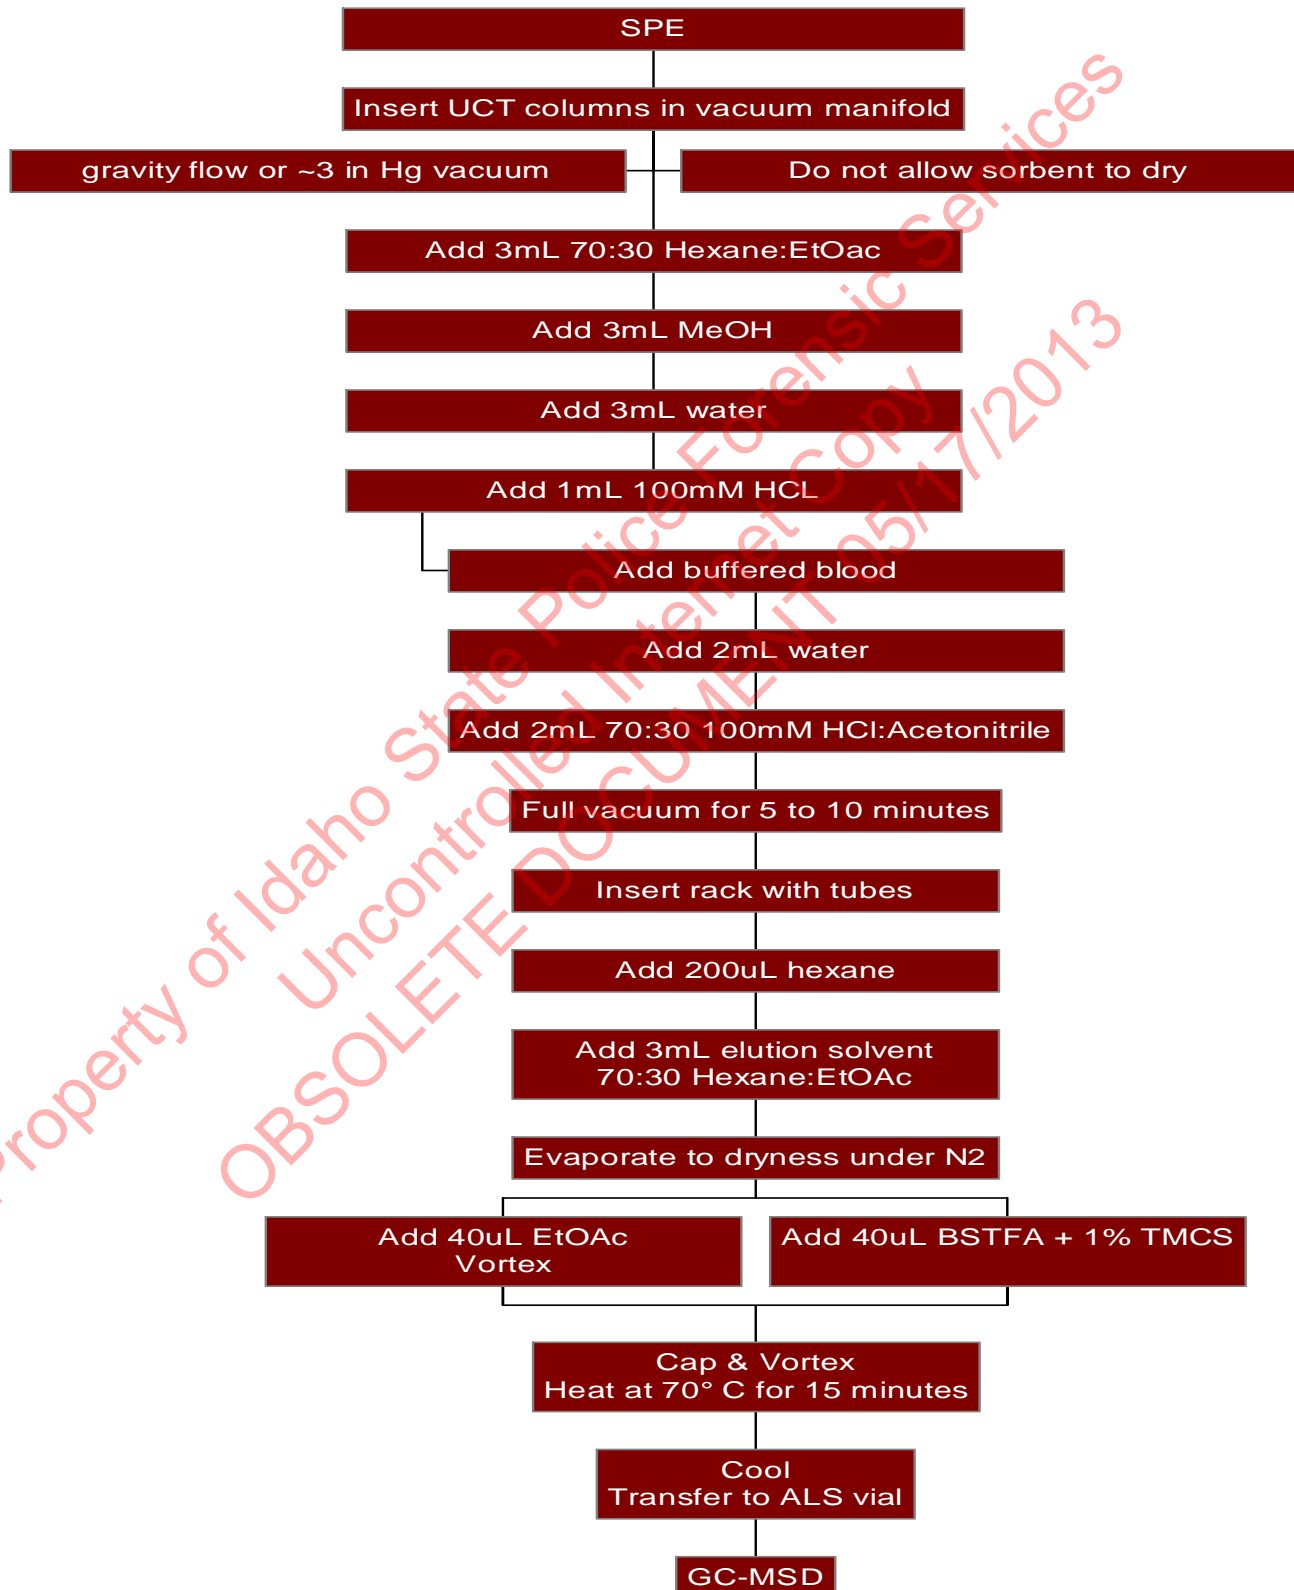 SPE
Insert UCT columns in vacuum manifold
gravity flow or ~3 in Hg vacuum
Do not allow sorbent to dry
Add 3mL 70:30 Hexane:EtOac
Add 3mL MeOH
Add 3mL water
Add 1mL 100mM HCL
Add buffered blood
Add 2mL water
Add 2mL 70:30 100mM HCl:Acetonitrile
Full vacuum for 5 to 10 minutes
Insert rack with tubes
Add 200uL hexane
Add 3mL elution solvent
70:30 Hexane:EtOAc
Evaporate to dryness under N2
Add 40uL EtOAc
Vortex
Add 40uL BSTFA + 1% TMCS
Cap & Vortex
Heat at 70° C for 15 minutes
Cool
Transfer to ALS vial
GC-MSD
Property of Idaho State Police Forensic Services
Uncontrolled Internet Copy
OBSOLETE DOCUMENT 05/17/2013